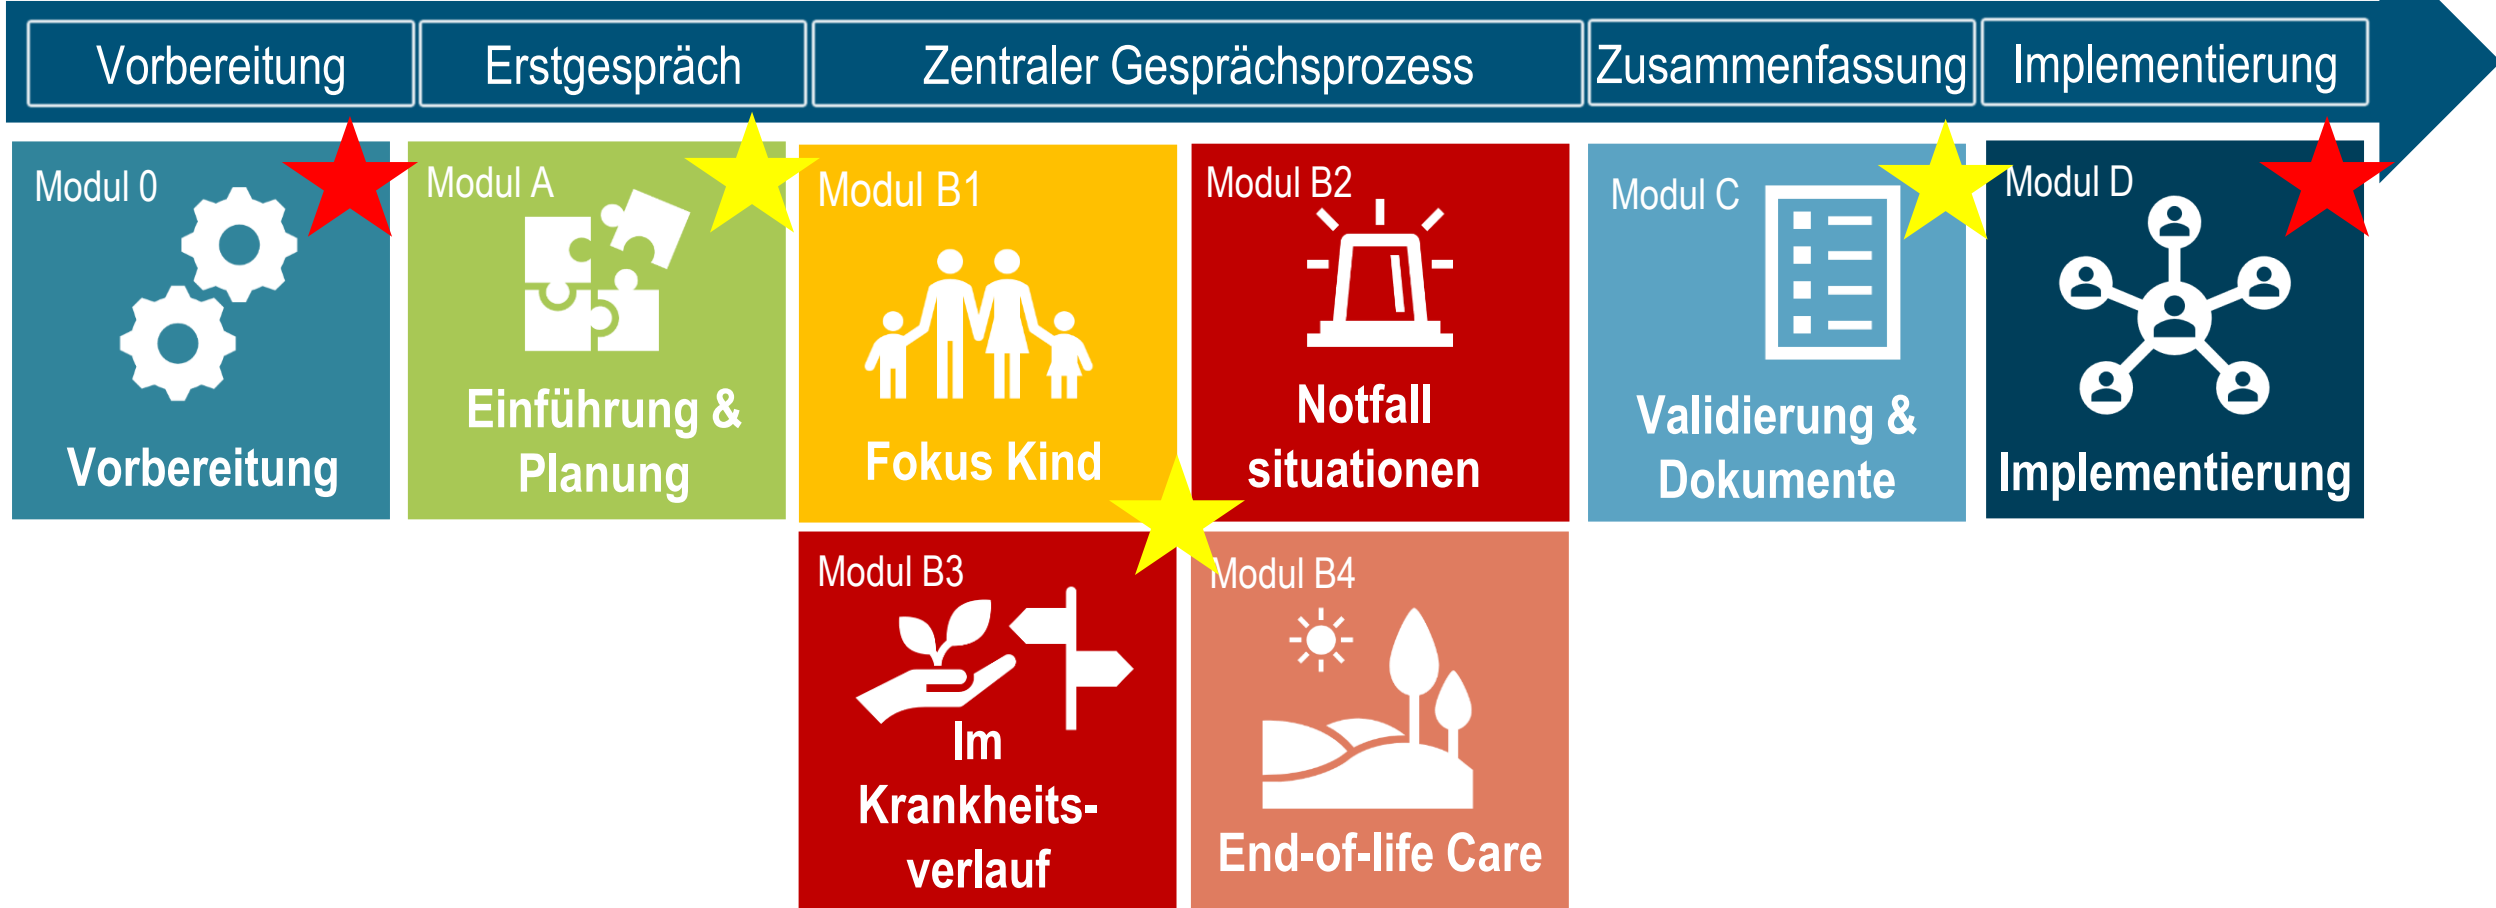 Vorbereitung
Erstgespräch
Zentraler Gesprächsprozess
Zusammenfassung
Implementierung
Modul 0
Vorbereitung
Modul A
Einführung &
Planung
Modul B1
Fokus Kind
Modul B2
Notfall
situationen
Modul C
Validierung &
Dokumente
Modul D
Implementierung
Modul B3
Im
Krankheits-
verlauf
Modul B4
End-of-life Care